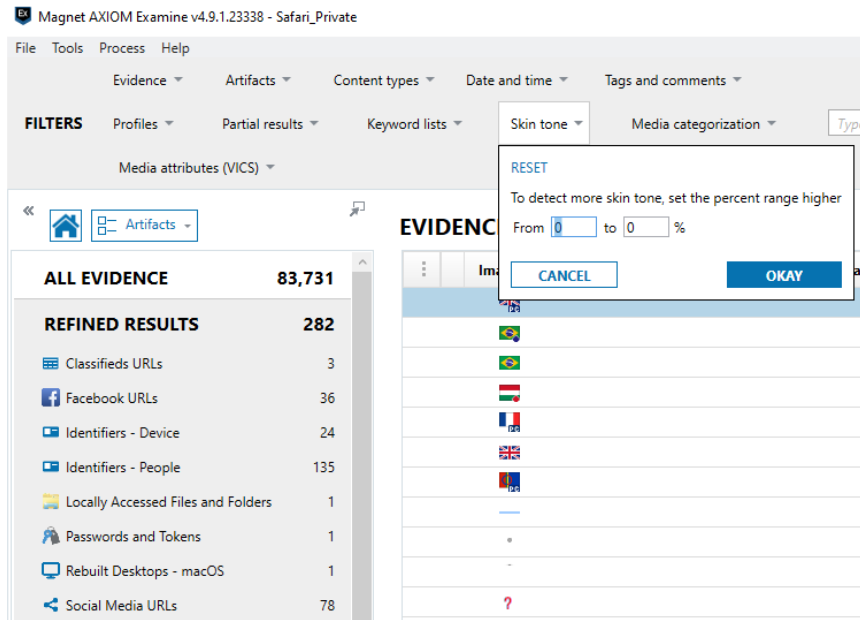 Magnet AXIOM Examine v4.9.1.23338 - Safari_Private
File Tools Process Help
Evidence Artifacts Content types Date and time Tags and comments
FILTERS Profiles Partial results Keyword lists Skin tone Media categorization
Media attributes (VICS)
RESET
To detect more skin tone, set the percent range higher
From 0 to 0 %
CANCEL OKAY
Artifacts
EVIDENC
ALL EVIDENCE 83,731
REFINED RESULTS 282
Classifieds URLs 3
Facebook URLs 36
Identifiers - Device 24
Identifiers - People 135
Locally Accessed Files and Folders 1
Passwords and Tokens 1
Rebuilt Desktops - macOS 1
Social Media URLs 78